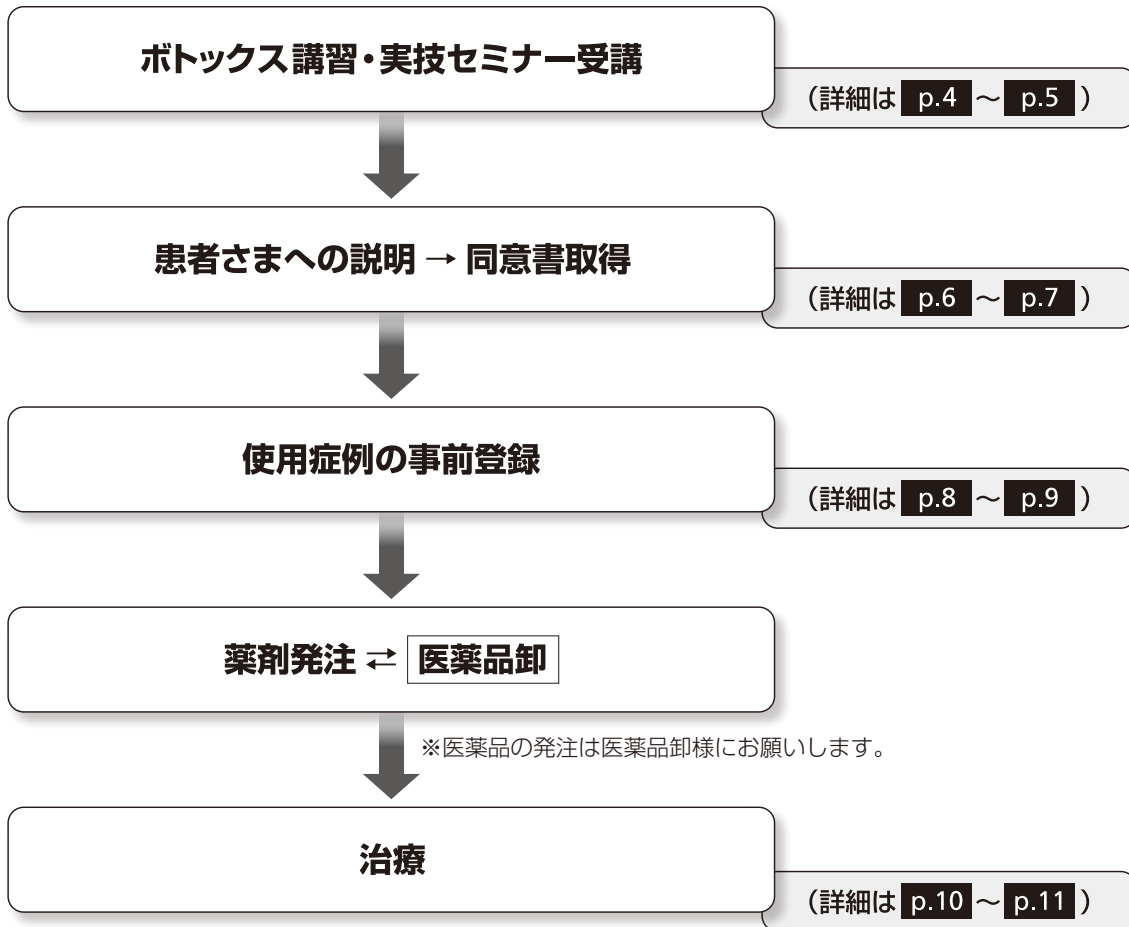 ボトックス講習・実技セミナー受講
（詳細は p.4 ～ p.5 ）
患者さまへの説明 → 同意書取得
（詳細は p.6 ～ p.7 ）
使用症例の事前登録
（詳細は p.8 ～ p.9 ）
薬剤発注 ⇄ 医薬品卸
※医薬品の発注は医薬品卸様にお願いします。
治療
（詳細は p.10 ～ p.11 ）